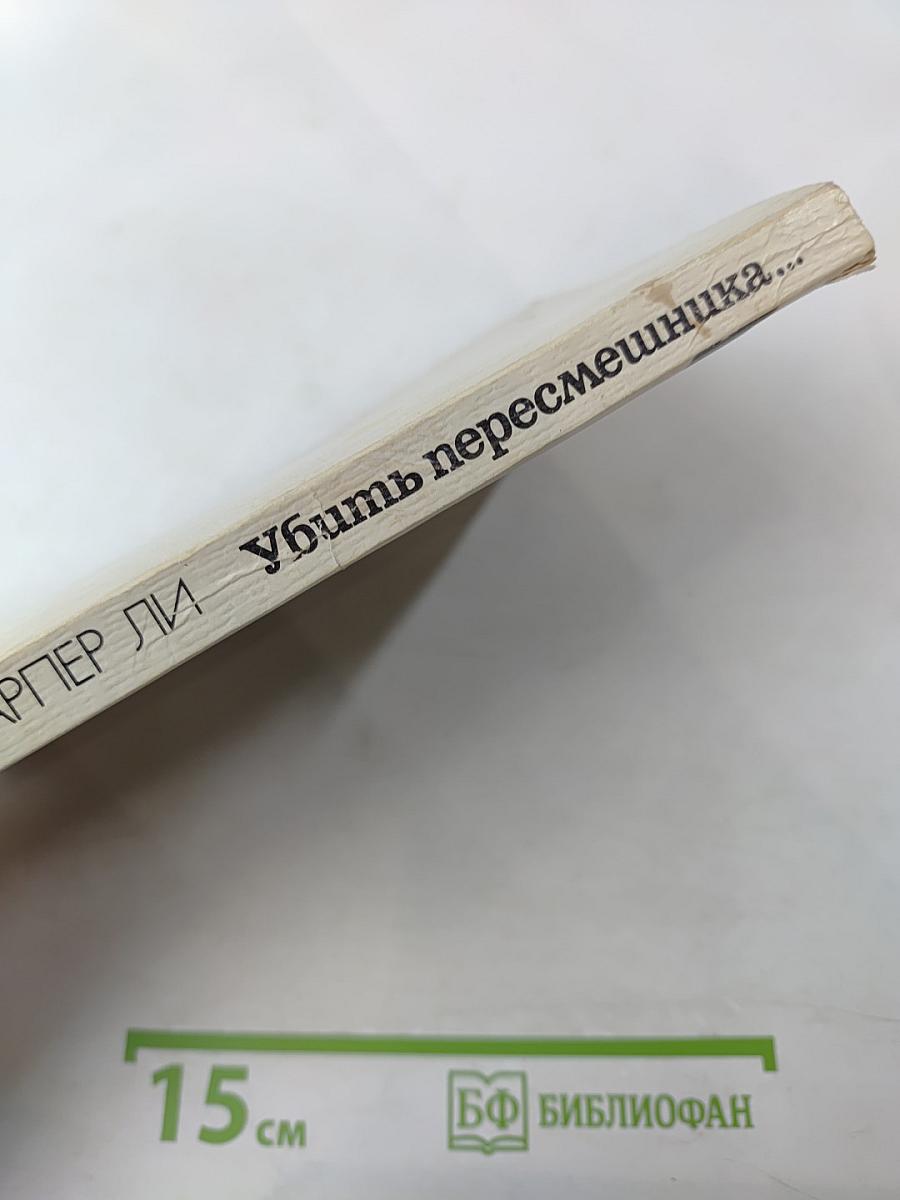 АРПЕР ЛИ Убить пересмешника...
15 см
БФ БИБЛИОФАН